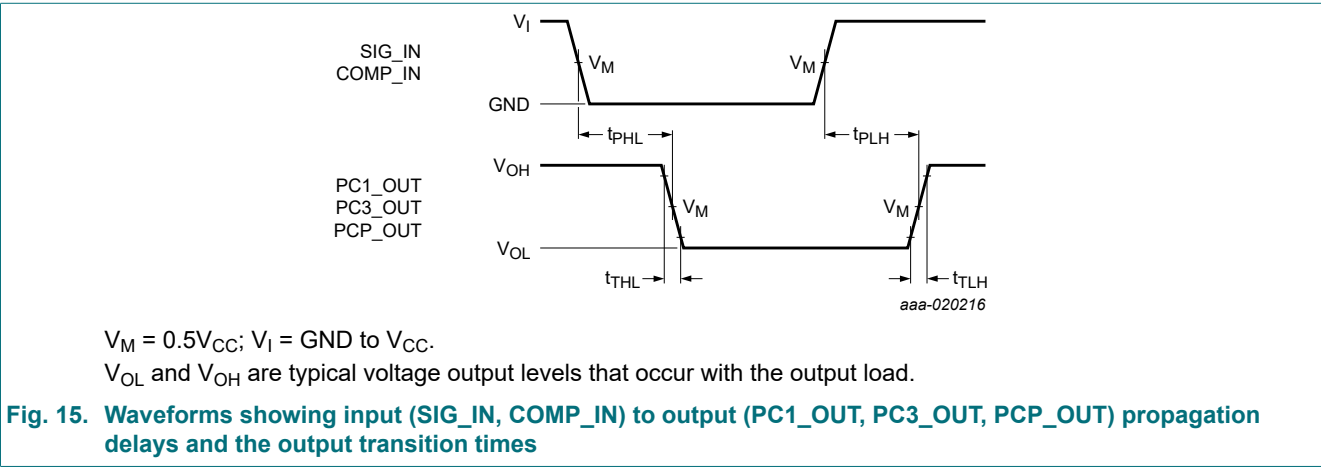 V_I
SIG_IN
COMP_IN
V_M
V_M
GND
t_PHL
t_PLH
V_OH
PC1_OUT
PC3_OUT
PCP_OUT
V_M
V_M
V_OL
t_THL
t_TLH
aaa-020216
V_M = 0.5V_CC; V_I = GND to V_CC.
V_OL and V_OH are typical voltage output levels that occur with the output load.
Fig. 15. Waveforms showing input (SIG_IN, COMP_IN) to output (PC1_OUT, PC3_OUT, PCP_OUT) propagation
delays and the output transition times